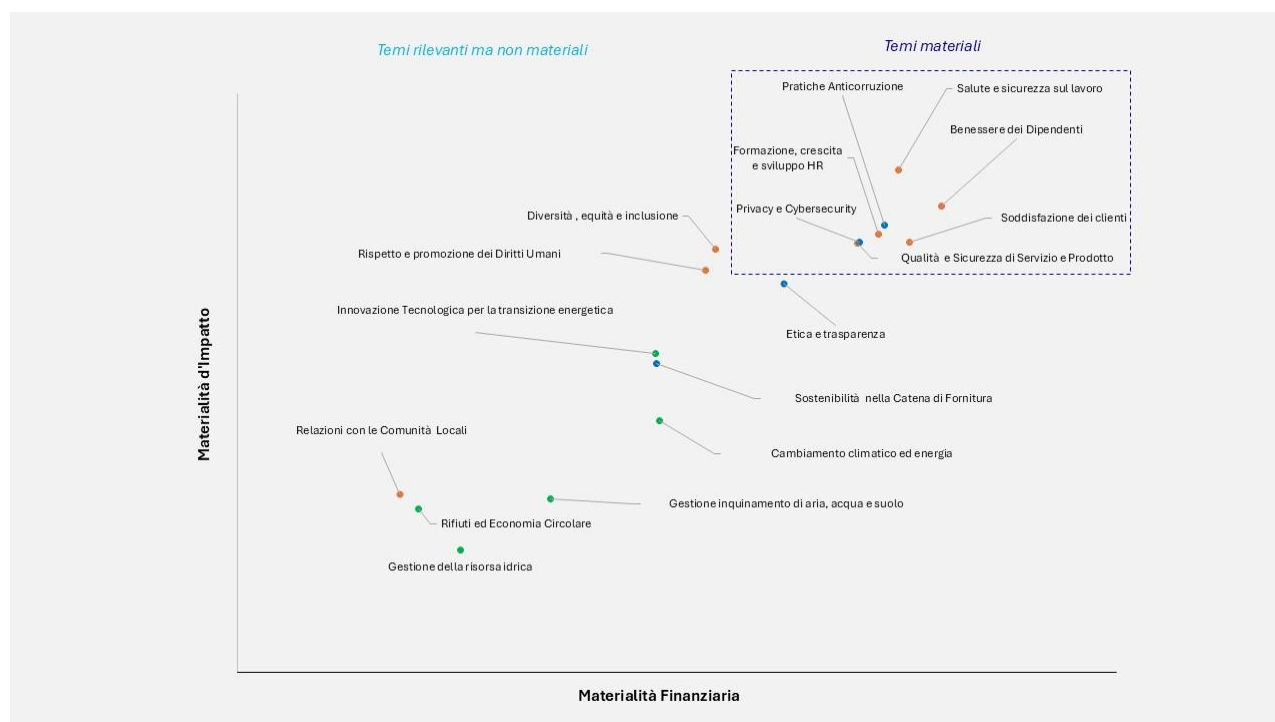 Temi rilevanti ma non materiali
Temi materiali
Pratiche Anticorruzione
Salute e sicurezza sul lavoro
Benessere dei Dipendenti
Formazione, crescita
e sviluppo HR
Privacy e Cybersecurity
Diversità , equità e inclusione
Soddisfazione dei clienti
Rispetto e promozione dei Diritti Umani
Qualità e Sicurezza di Servizio e Prodotto
Innovazione Tecnologica per la transizione energetica
Etica e trasparenza
Materialità d'Impatto
Sostenibilità nella Catena di Fornitura
Relazioni con le Comunità Locali
Cambiamento climatico ed energia
Gestione inquinamento di aria, acqua e suolo
Rifiuti ed Economia Circolare
Gestione della risorsa idrica
Materialità Finanziaria